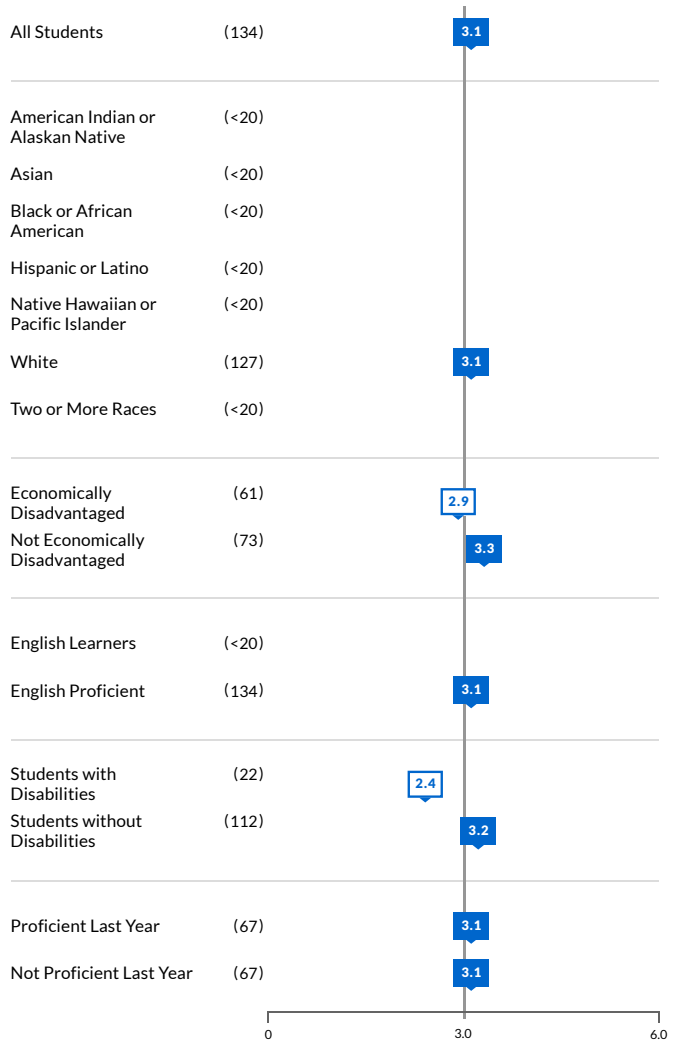 All Students (134) 3.1
American Indian or (<20)
Alaskan Native
Asian (<20)
Black or African (<20)
American
Hispanic or Latino (<20)
Native Hawaiian or (<20)
Pacific Islander
White (127) 3.1
Two or More Races (<20)
Economically (61) 2.9
Disadvantaged
Not Economically (73) 3.3
Disadvantaged
English Learners (<20)
English Proficient (134) 3.1
Students with (22) 2.4
Disabilities
Students without (112) 3.2
Disabilities
Proficient Last Year (67) 3.1
Not Proficient Last Year (67) 3.1
0 3.0 6.0